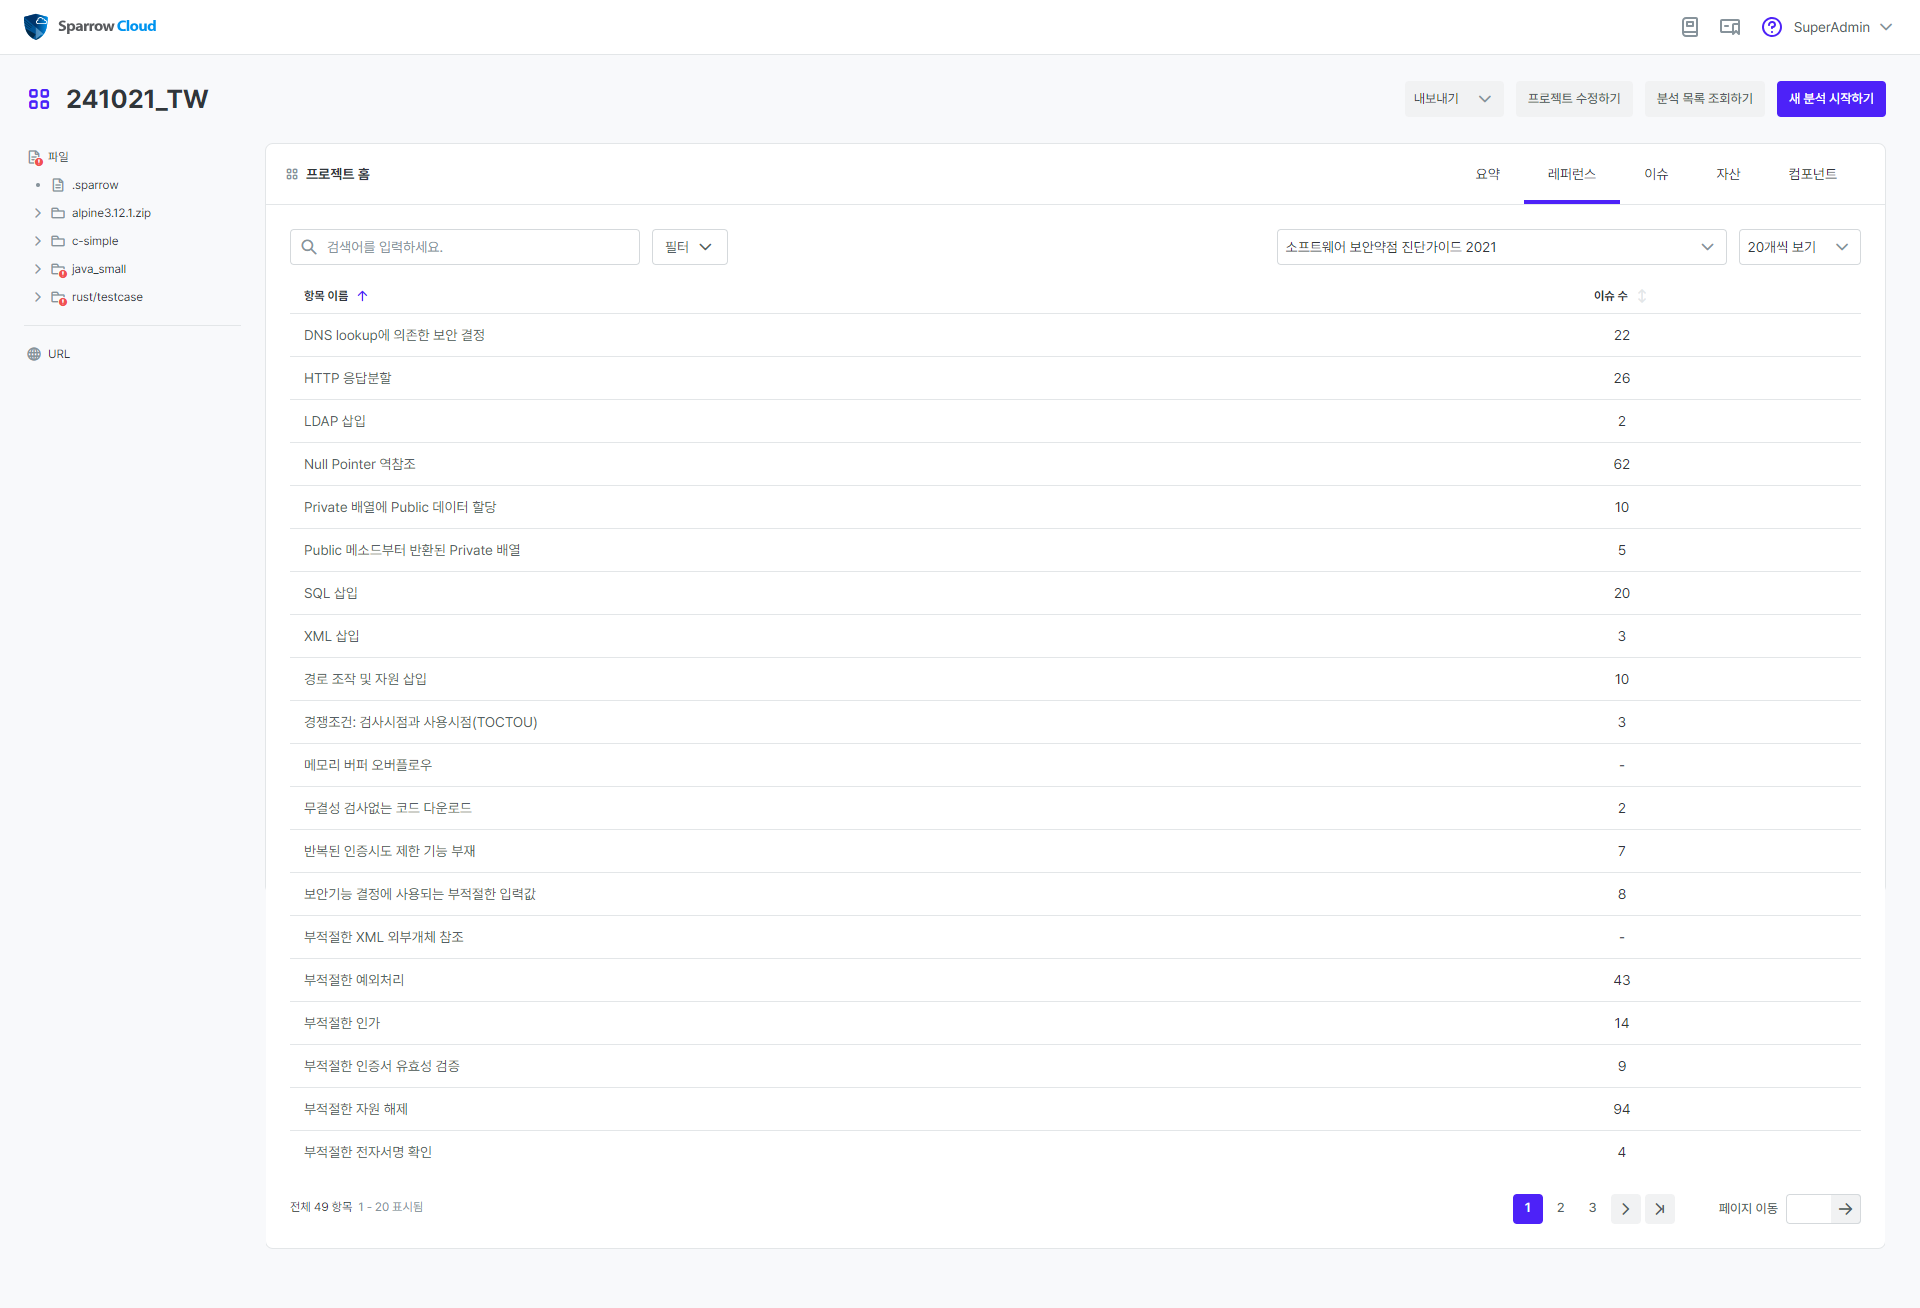 Sparrow Cloud
SuperAdmin
241021_TW
내보내기
프로젝트 수정하기
분석 목록 조회하기
새 분석 시작하기
파일
.sparrow
alpine3.12.1.zip
c-simple
java_small
rust/testcase
URL
프로젝트 홈
요약
레퍼런스
이슈
자산
컴포넌트
검색어를 입력하세요.
필터
소프트웨어 보안약점 진단가이드 2021
20개씩 보기
항목 이름 이슈 수
DNS lookup에 의존한 보안 결정 22
HTTP 응답분할 26
LDAP 삽입 2
Null Pointer 역참조 62
Private 배열에 Public 데이터 할당 10
Public 메소드부터 반환된 Private 배열 5
SQL 삽입 20
XML 삽입 3
경로 조작 및 자원 삽입 10
경쟁조건: 검사시점과 사용시점(TOCTOU) 3
메모리 버퍼 오버플로우 -
무결성 검사없는 코드 다운로드 2
반복된 인증시도 제한 기능 부재 7
보안기능 결정에 사용되는 부적절한 입력값 8
부적절한 XML 외부개체 참조 -
부적절한 예외처리 43
부적절한 인가 14
부적절한 인증서 유효성 검증 9
부적절한 자원 해제 94
부적절한 전자서명 확인 4
전체 49 항목 1 - 20 표시됨
1 2 3
페이지 이동